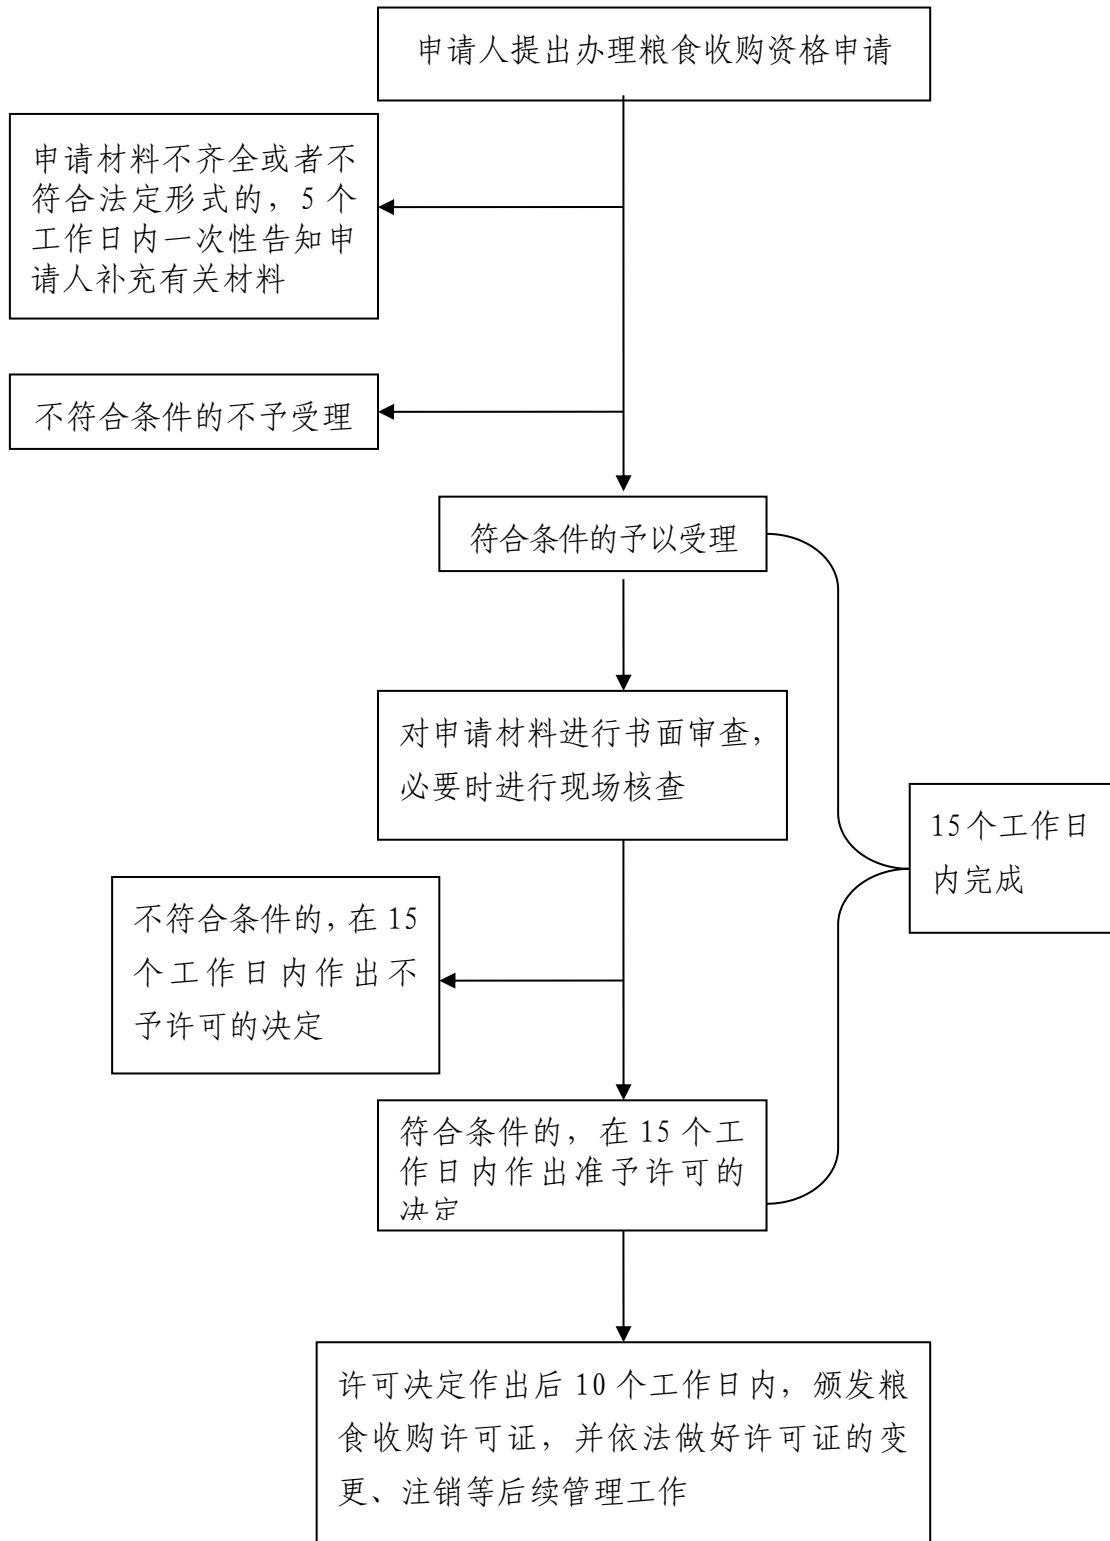 申请人提出办理粮食收购资格申请
申请材料不齐全或者不
符合法定形式的，5 个
工作日内一次性告知申
请人补充有关材料
不符合条件的不予受理
符合条件的予以受理
对申请材料进行书面审查，
必要时进行现场核查
15个工作日
内完成
不符合条件的，在 15
个工作日内作出不
予许可的决定
符合条件的，在 15 个工
作日内作出准予许可的
决定
许可决定作出后 10 个工作日内，颁发粮
食收购许可证，并依法做好许可证的变
更、注销等后续管理工作